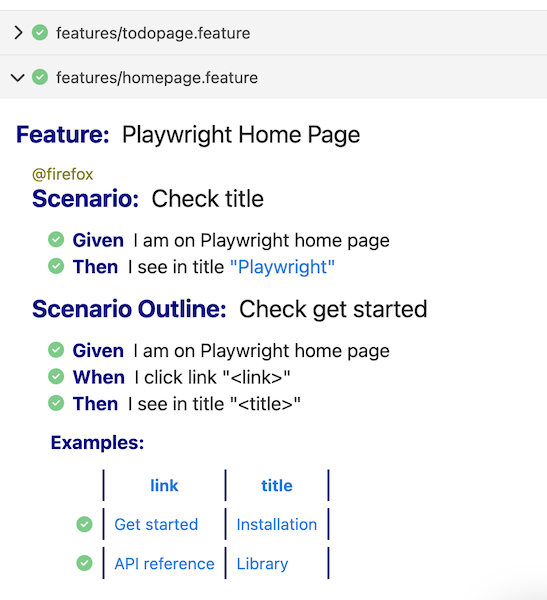 features/todopage.feature
features/homepage.feature
Feature: Playwright Home Page
@firefox
Scenario: Check title
Given I am on Playwright home page
Then I see in title "Playwright"
Scenario Outline: Check get started
Given I am on Playwright home page
When I click link "<link>"
Then I see in title "<title>"
Examples:
link title
Get started Installation
API reference Library